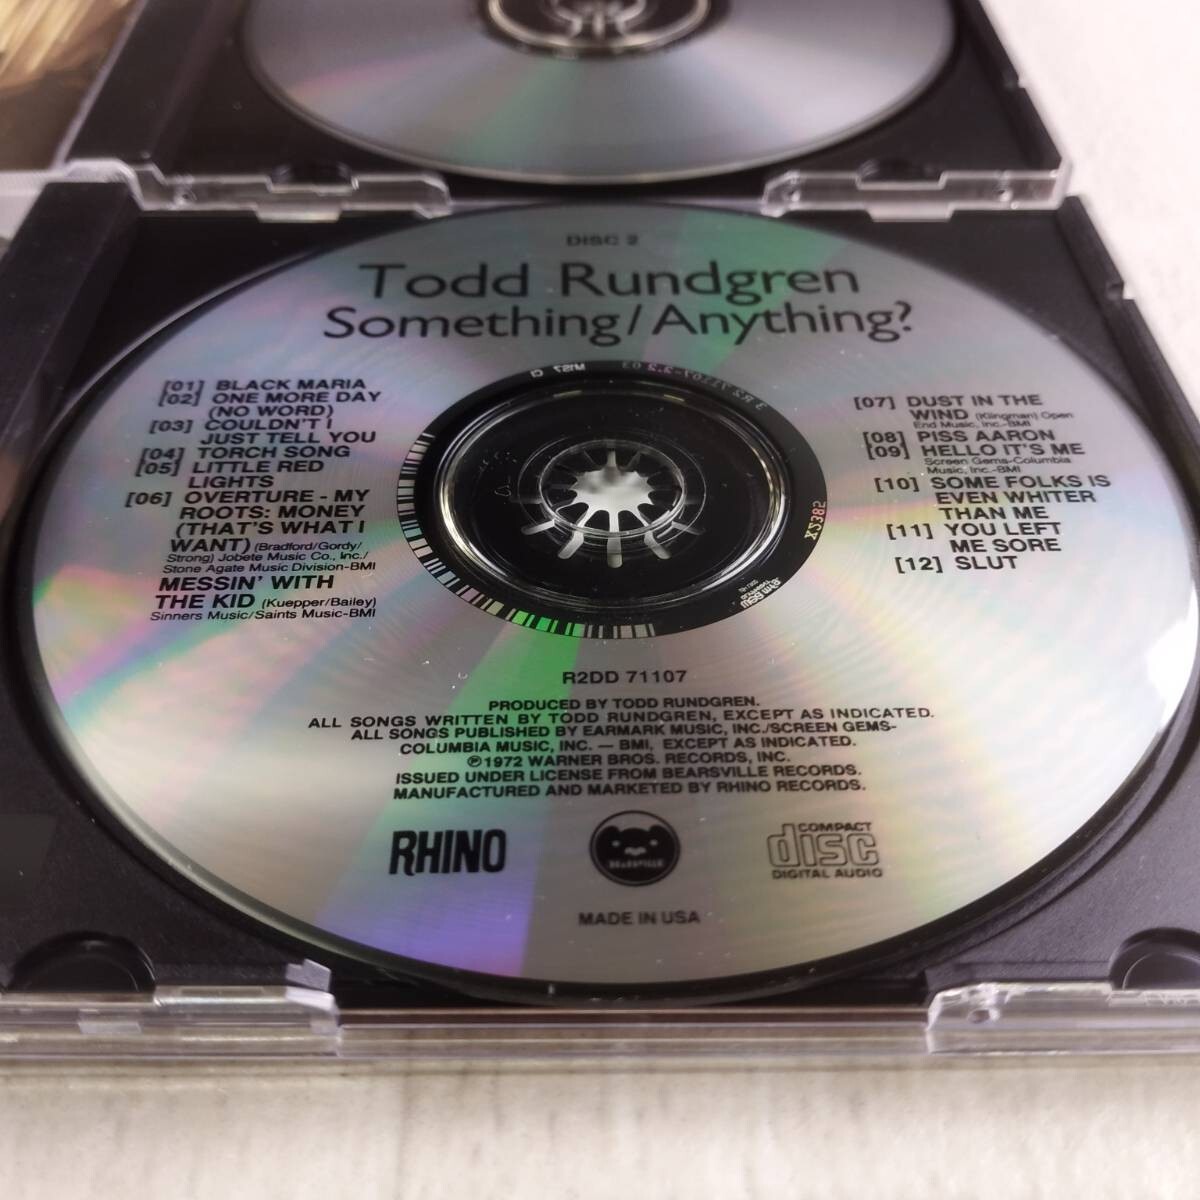 DISC 2
Todd Rundgren
Something/Anything?
[01] BLACK MARIA
[02] ONE MORE DAY
(NO WORD)
[03] COULDN'T I
JUST TELL YOU
[04] TORCH SONG
[05] LITTLE RED
LIGHTS
[06] OVERTURE - MY
ROOTS: MONEY
(THAT'S WHAT I
WANT) (Bradford/Gordy/
Strong) Jobete Music Co., Inc./
Stone Agate Music Division-BMI
MESSIN' WITH
THE KID (Kuepper/Bailey)
Sinners Music/Saints Music-BMI
[07] DUST IN THE
WIND (Klingman) Open
End Music, Inc.-BMI
[08] PISS AARON
[09] HELLO IT'S ME
Screen Gems-Columbia
Music, Inc.-BMI
[10] SOME FOLKS IS
EVEN WHITER
THAN ME
[11] YOU LEFT
ME SORE
[12] SLUT
X5382
R2DD 71107
PRODUCED BY TODD RUNDGREN.
ALL SONGS WRITTEN BY TODD RUNDGREN, EXCEPT AS INDICATED.
ALL SONGS PUBLISHED BY EARMARK MUSIC, INC./SCREEN GEMS-
COLUMBIA MUSIC, INC. — BMI, EXCEPT AS INDICATED.
℗1972 WARNER BROS. RECORDS, INC.
ISSUED UNDER LICENSE FROM BEARSVILLE RECORDS.
MANUFACTURED AND MARKETED BY RHINO RECORDS.
RHINO
BEARSVILLE
COMPACT
disc
DIGITAL AUDIO
MADE IN USA